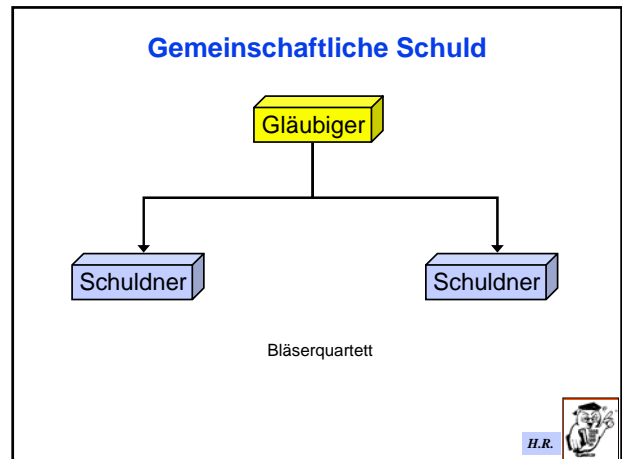 Gemeinschaftliche Schuld
Gläubiger
Schuldner Schuldner
Bläserquartett
H.R.